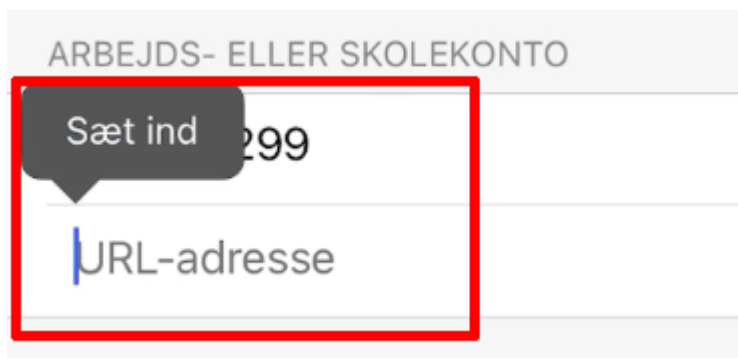 ARBEJDS- ELLER SKOLEKONTO
Sæt ind
299
URL-adresse